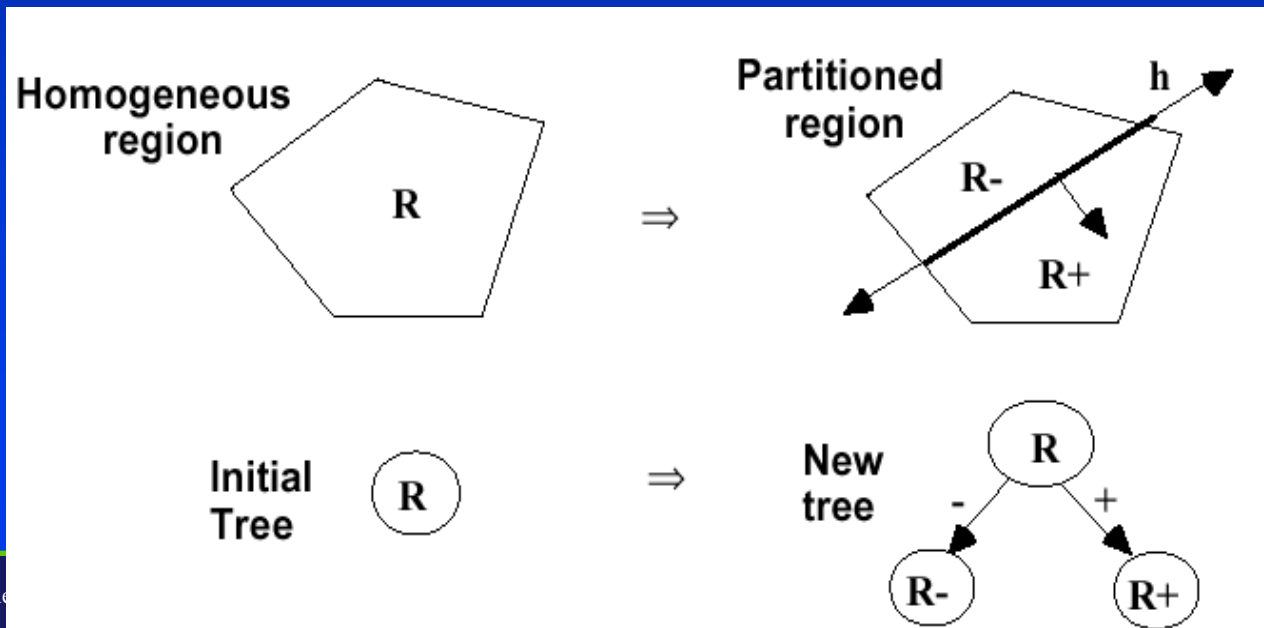 Homogeneous
region
R
⇒
Partitioned
region
h
R-
R+
Initial
Tree
R
⇒
New
tree
R
-
+
R-
R+